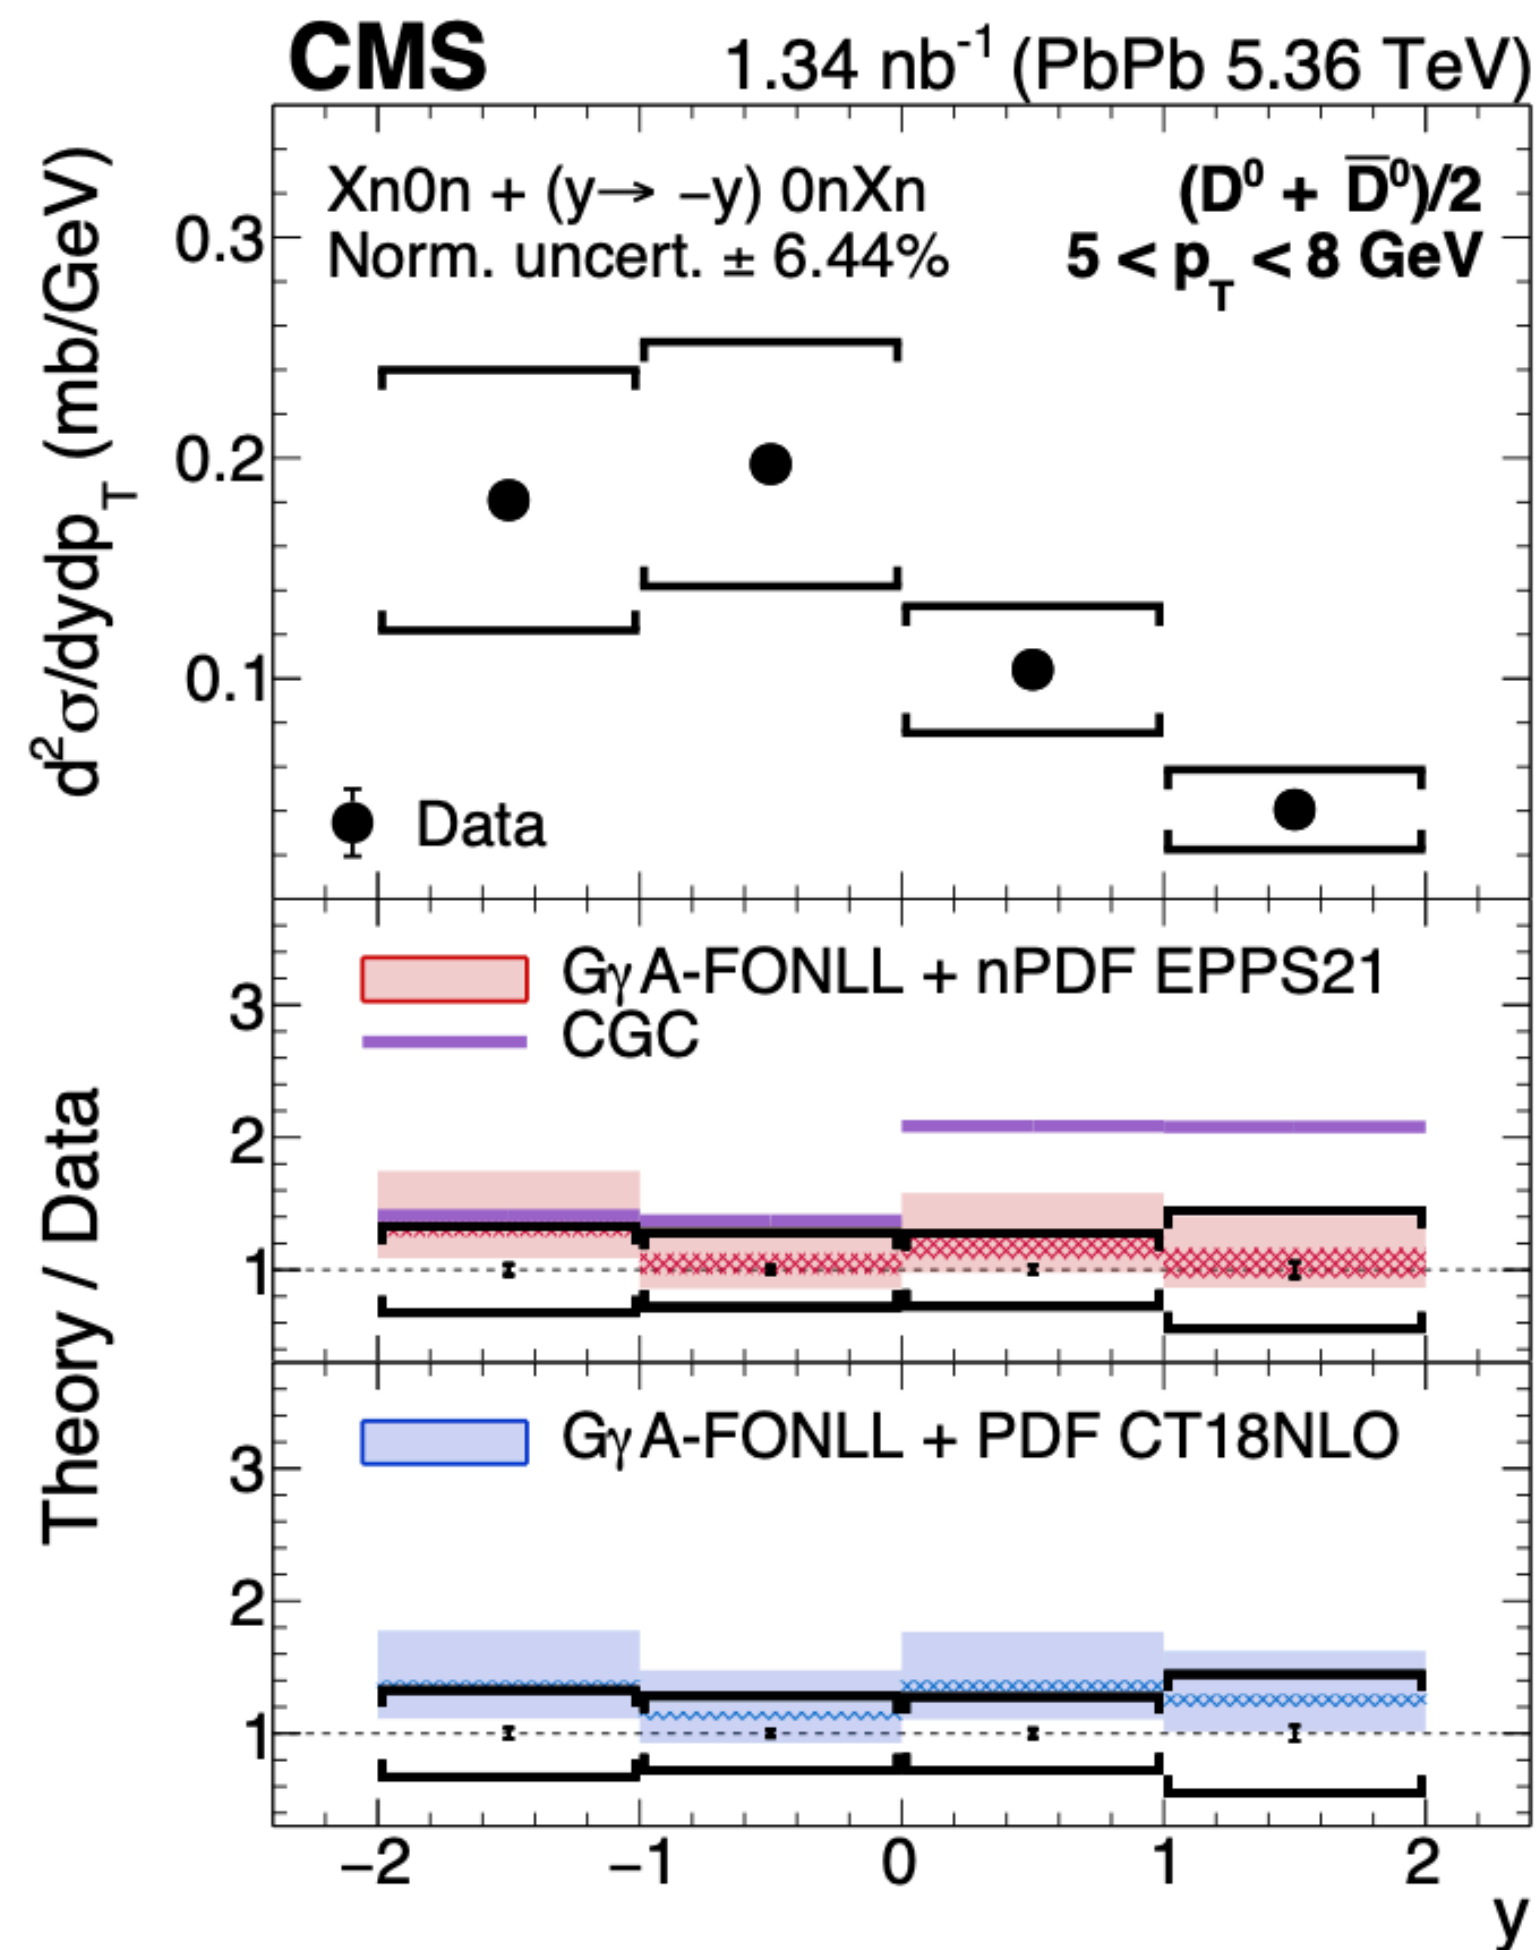 CMS 1.34 nb⁻¹ (PbPb 5.36 TeV)
Xn0n + (y→ −y) 0nXn
Norm. uncert. ± 6.44%
(D⁰ + D̅⁰)/2
5 < p_T < 8 GeV
d²σ/dydp_T (mb/GeV)
0.3
0.2
0.1
Data
Theory / Data
GγA-FONLL + nPDF EPPS21
CGC
3
2
1
GγA-FONLL + PDF CT18NLO
3
2
1
−2 −1 0 1 2
y